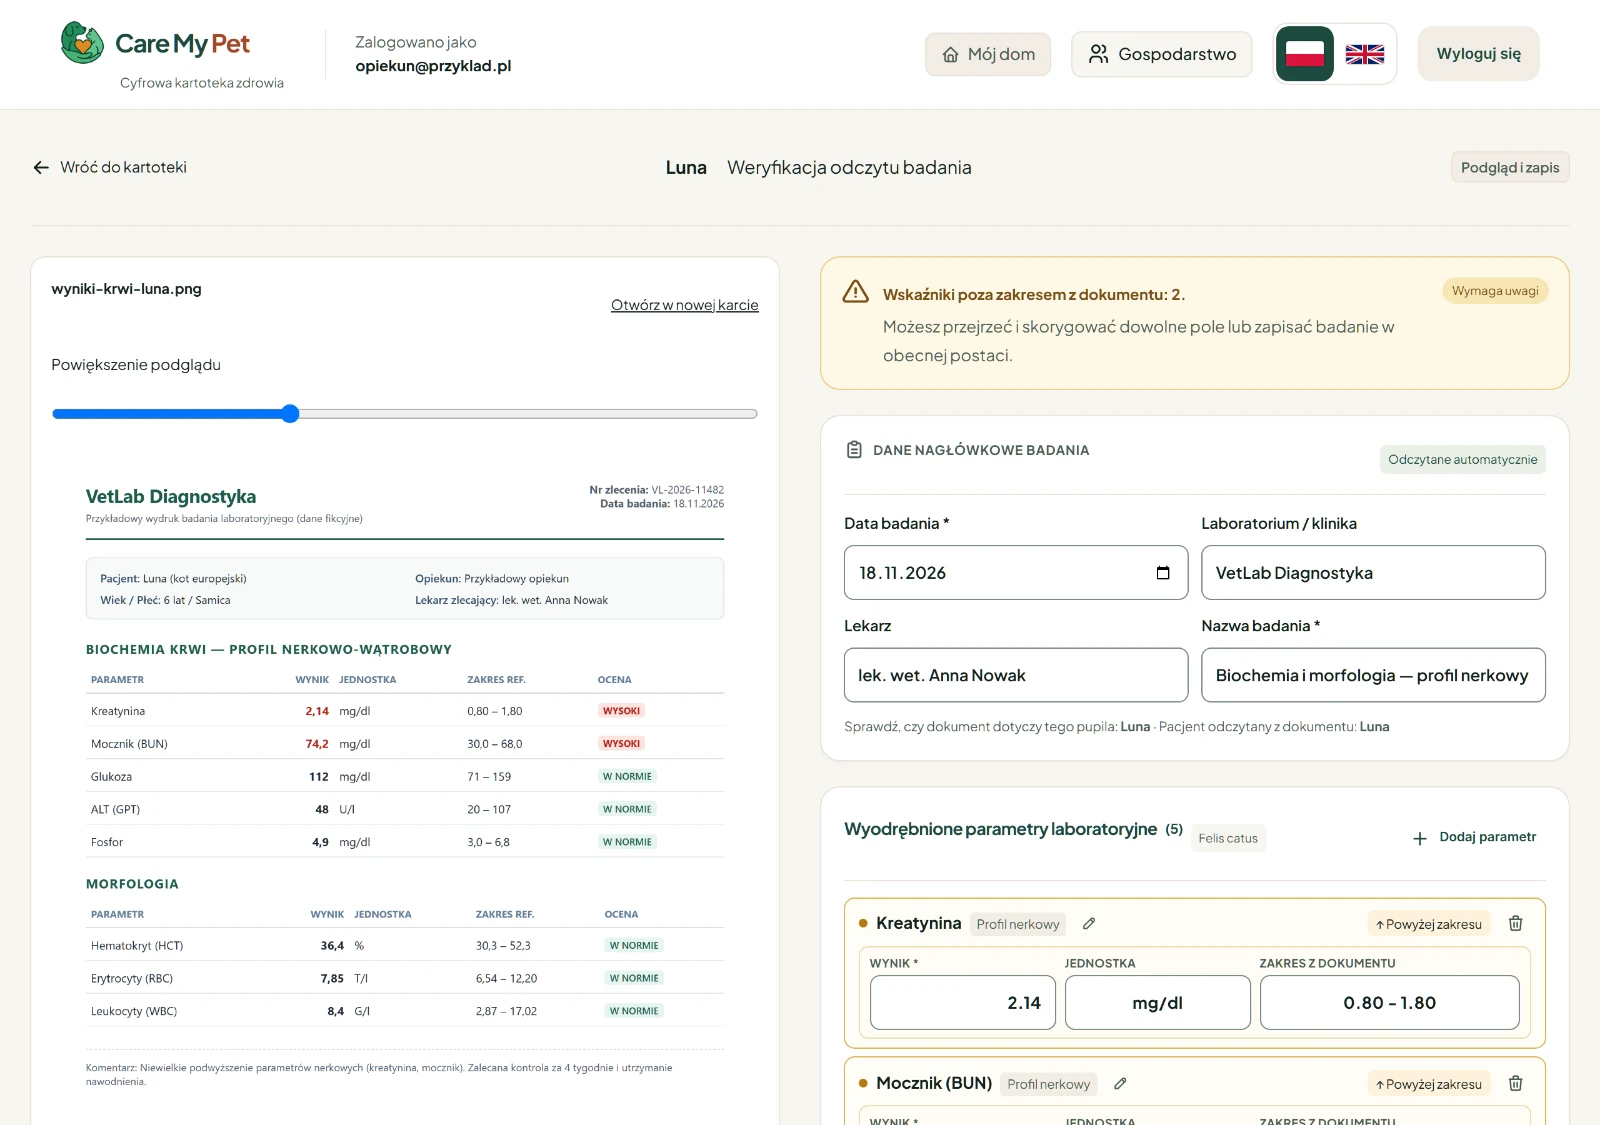 Care My Pet
Cyfrowa kartoteka zdrowia
Zalogowano jako
opiekun@przyklad.pl
Mój dom
Gospodarstwo
Wyloguj się
Wróć do kartoteki
Luna Weryfikacja odczytu badania
Podgląd i zapis
wyniki-krwi-luna.png
Otwórz w nowej karcie
Powiększenie podglądu
VetLab Diagnostyka
Przykładowy wydruk badania laboratoryjnego (dane fikcyjne)
Nr zlecenia: VL-2026-11482
Data badania: 18.11.2026
Pacjent: Luna (kot europejski)
Opiekun: Przykładowy opiekun
Wiek / Płeć: 6 lat / Samica
Lekarz zlecający: lek. wet. Anna Nowak
BIOCHEMIA KRWI — PROFIL NERKOWO-WĄTROBOWY
PARAMETR WYNIK JEDNOSTKA ZAKRES REF. OCENA
Kreatynina 2,14 mg/dl 0,80 – 1,80 WYSOKI
Mocznik (BUN) 74,2 mg/dl 30,0 – 68,0 WYSOKI
Glukoza 112 mg/dl 71 – 159 W NORMIE
ALT (GPT) 48 U/l 20 – 107 W NORMIE
Fosfor 4,9 mg/dl 3,0 – 6,8 W NORMIE
MORFOLOGIA
PARAMETR WYNIK JEDNOSTKA ZAKRES REF. OCENA
Hematokryt (HCT) 36,4 % 30,3 – 52,3 W NORMIE
Erytrocyty (RBC) 7,85 T/l 6,54 – 12,20 W NORMIE
Leukocyty (WBC) 8,4 G/l 2,87 – 17,02 W NORMIE
Komentarz: Niewielkie podwyższenie parametrów nerkowych (kreatynina, mocznik). Zalecana kontrola za 4 tygodnie i utrzymanie
nawodnienia.
Wskaźniki poza zakresem z dokumentu: 2.
Wymaga uwagi
Możesz przejrzeć i skorygować dowolne pole lub zapisać badanie w
obecnej postaci.
DANE NAGŁÓWKOWE BADANIA
Odczytane automatycznie
Data badania *
Laboratorium / klinika
18.11.2026
VetLab Diagnostyka
Lekarz
Nazwa badania *
lek. wet. Anna Nowak
Biochemia i morfologia — profil nerkowy
Sprawdź, czy dokument dotyczy tego pupila: Luna · Pacjent odczytany z dokumentu: Luna
Wyodrębnione parametry laboratoryjne (5)
Felis catus
Dodaj parametr
Kreatynina Profil nerkowy
↑ Powyżej zakresu
WYNIK * JEDNOSTKA ZAKRES Z DOKUMENTU
2.14 mg/dl 0.80 - 1.80
Mocznik (BUN) Profil nerkowy
↑ Powyżej zakresu
WYNIK * JEDNOSTKA ZAKRES Z DOKUMENTU